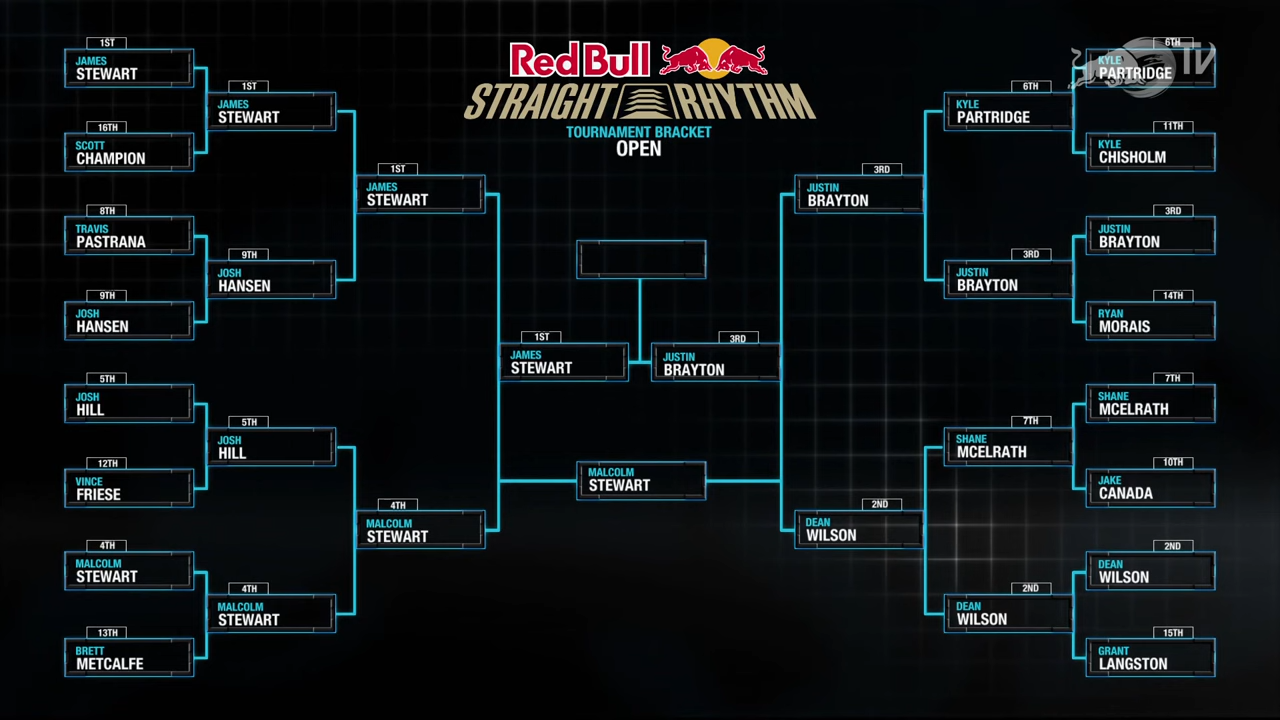 Red Bull
STRAIGHT RHYTHM
TOURNAMENT BRACKET
OPEN
1ST
JAMES
STEWART
16TH
SCOTT
CHAMPION
8TH
TRAVIS
PASTRANA
9TH
JOSH
HANSEN
5TH
JOSH
HILL
12TH
VINCE
FRIESE
4TH
MALCOLM
STEWART
13TH
BRETT
METCALFE
1ST
JAMES
STEWART
9TH
JOSH
HANSEN
5TH
JOSH
HILL
4TH
MALCOLM
STEWART
1ST
JAMES
STEWART
4TH
MALCOLM
STEWART
1ST
JAMES
STEWART
3RD
JUSTIN
BRAYTON
MALCOLM
STEWART
3RD
JUSTIN
BRAYTON
2ND
DEAN
WILSON
6TH
KYLE
PARTRIDGE
3RD
JUSTIN
BRAYTON
7TH
SHANE
MCELRATH
2ND
DEAN
WILSON
6TH
KYLE
PARTRIDGE
TV
11TH
KYLE
CHISHOLM
3RD
JUSTIN
BRAYTON
14TH
RYAN
MORAIS
7TH
SHANE
MCELRATH
10TH
JAKE
CANADA
2ND
DEAN
WILSON
15TH
GRANT
LANGSTON